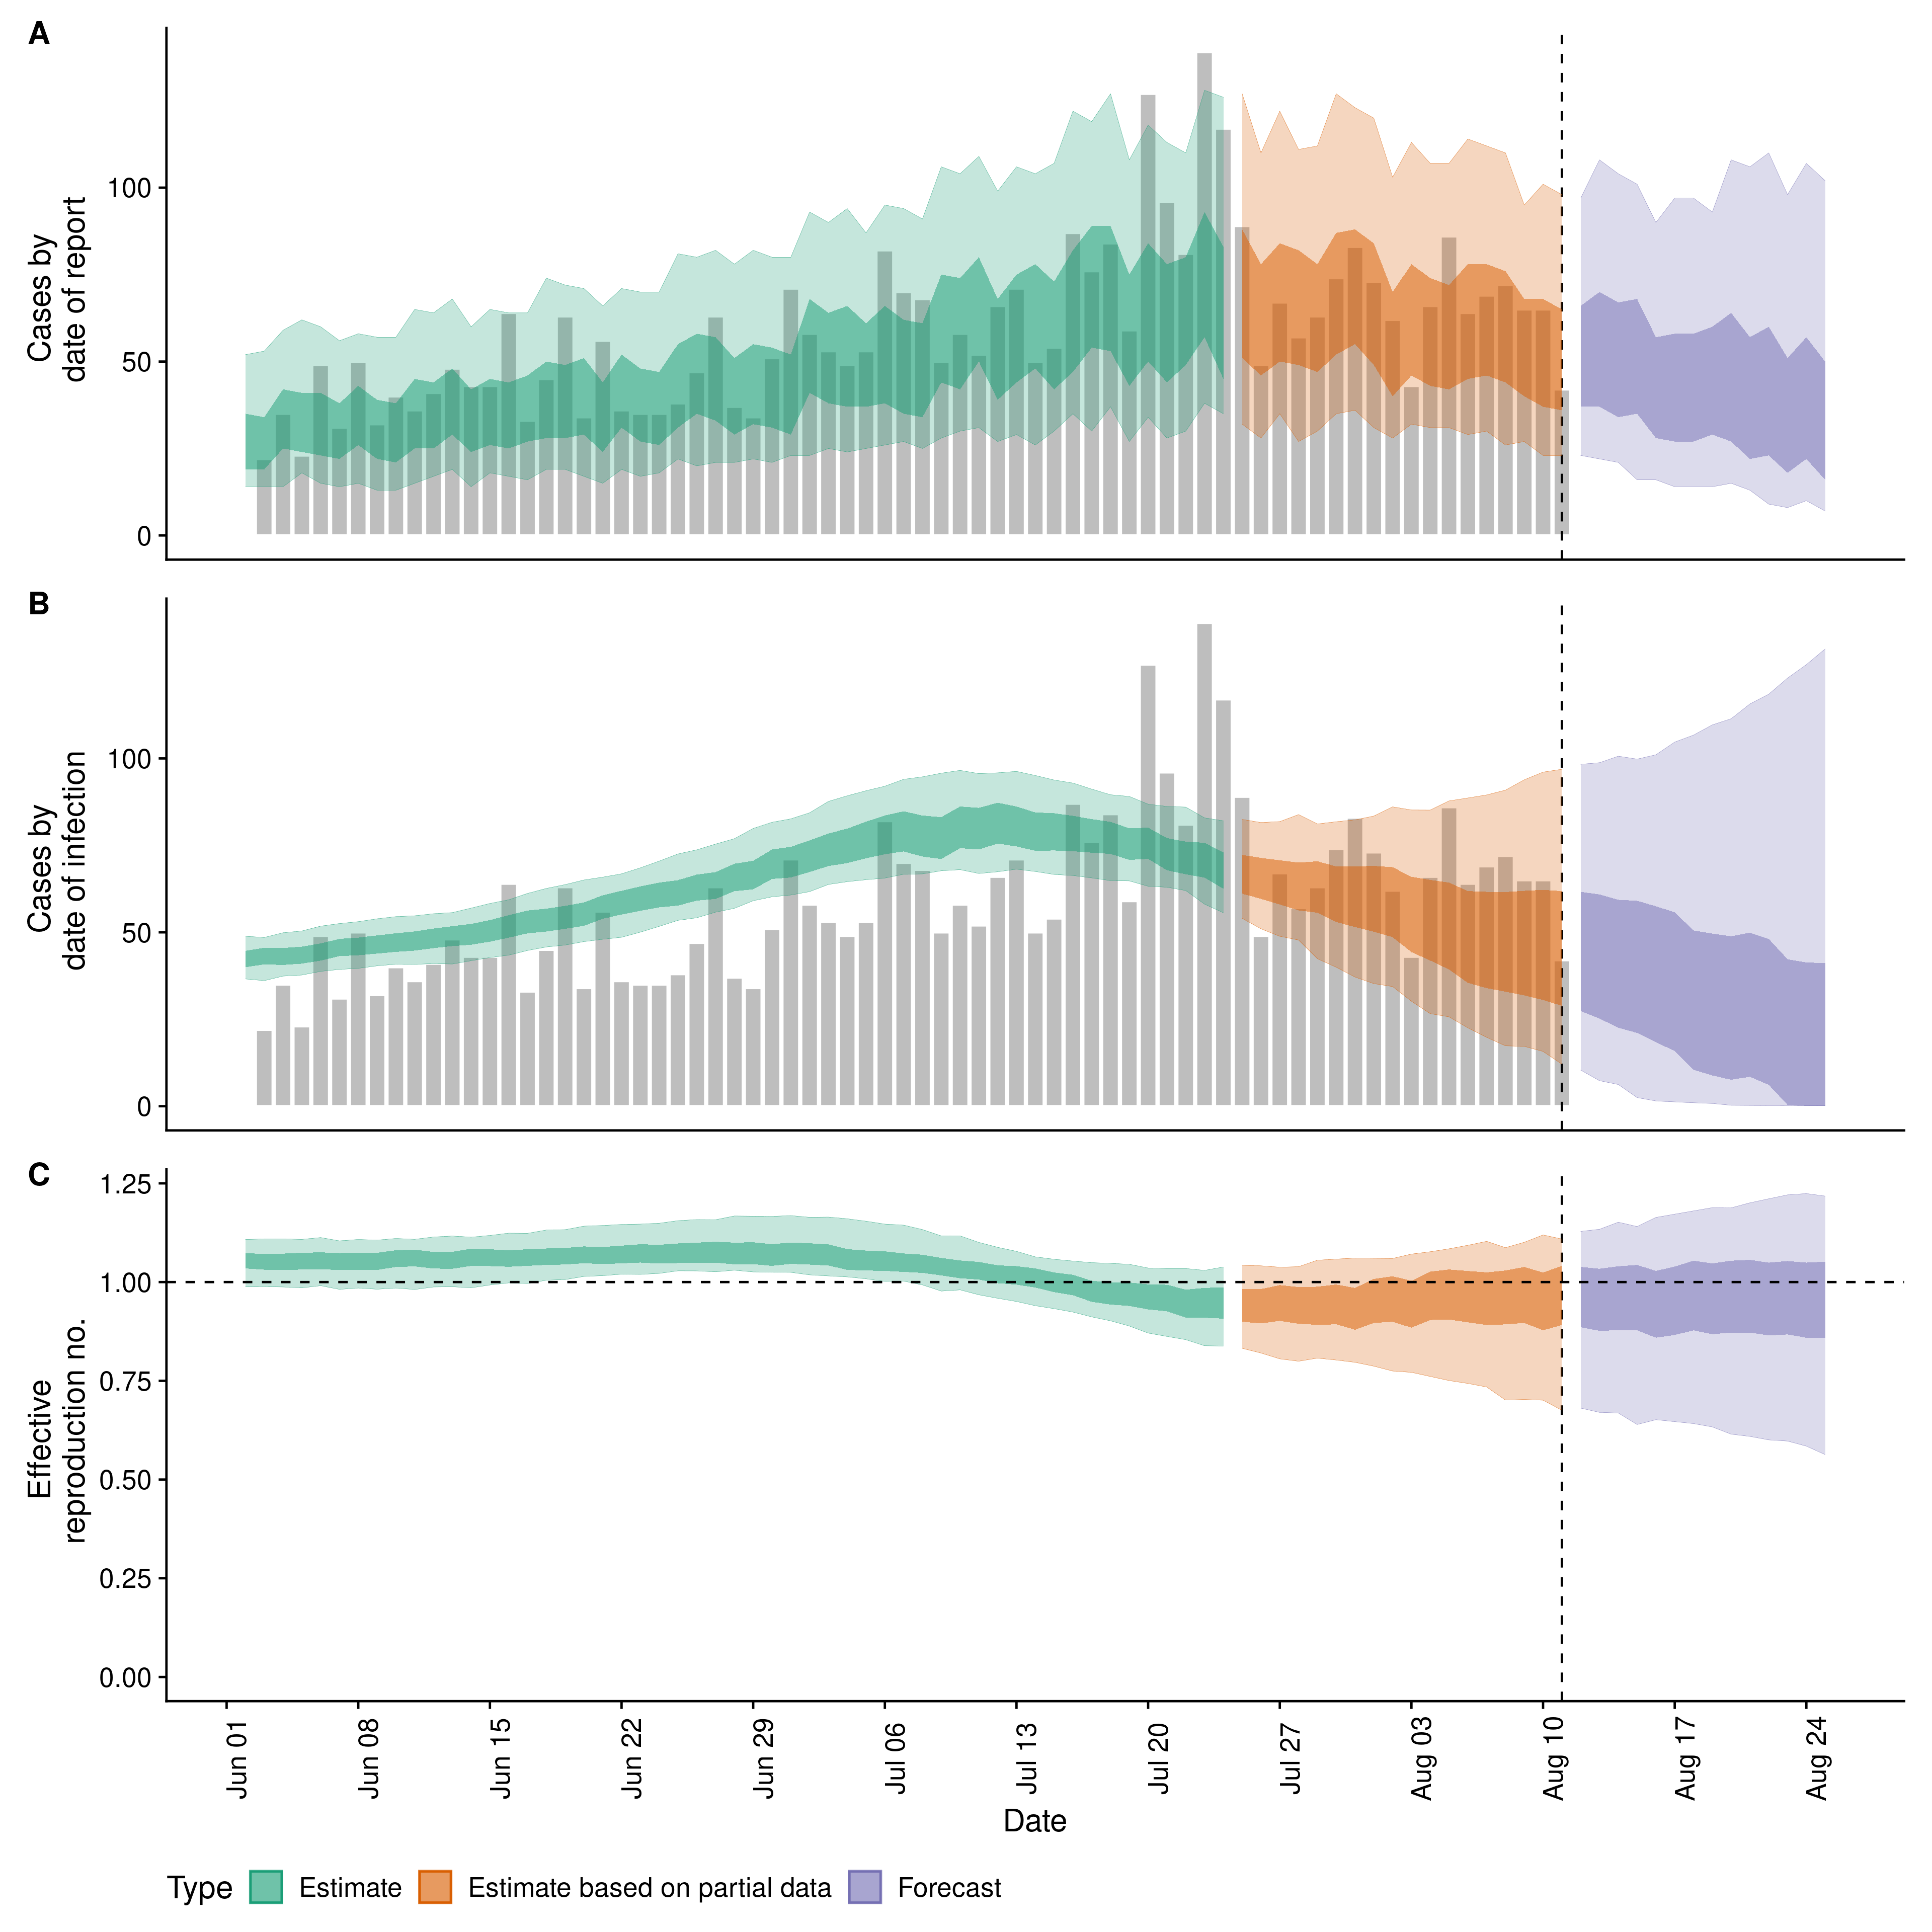 A
Cases by
date of report
100
50
0
B
Cases by
date of infection
100
50
0
C
Effective
reproduction no.
1.25
1.00
0.75
0.50
0.25
0.00
Jun 01
Jun 08
Jun 15
Jun 22
Jun 29
Jul 06
Jul 13
Jul 20
Jul 27
Aug 03
Aug 10
Aug 17
Aug 24
Date
Type
Estimate
Estimate based on partial data
Forecast